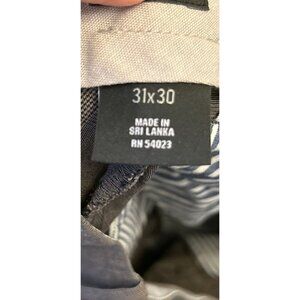 31x30
MADE IN
SRI LANKA
RN 54023